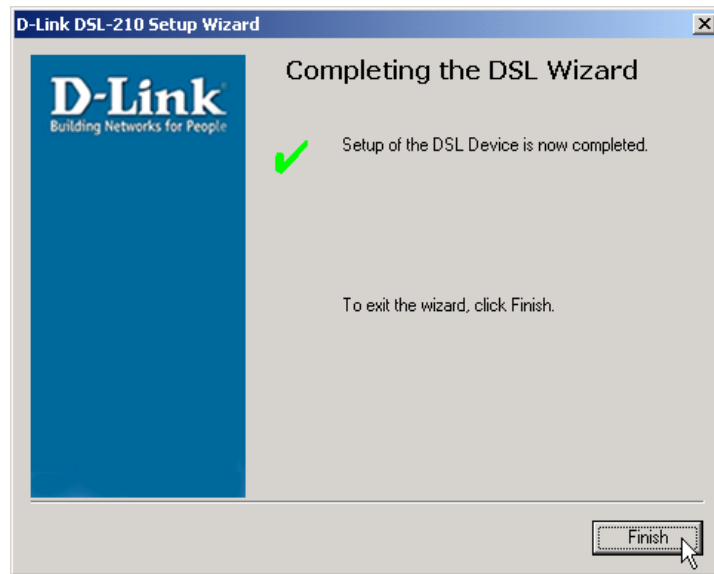 D-Link DSL-210 Setup Wizard
D-Link
Building Networks for People
Completing the DSL Wizard
Setup of the DSL Device is now completed.
To exit the wizard, click Finish.
Finish